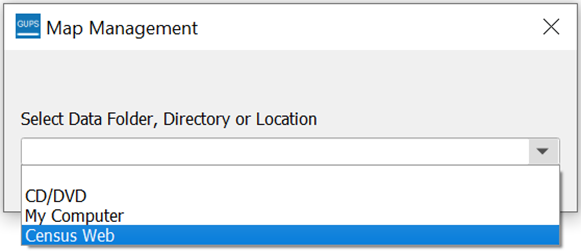 GUPS
Map Management
Select Data Folder, Directory or Location
CD/DVD
My Computer
Census Web